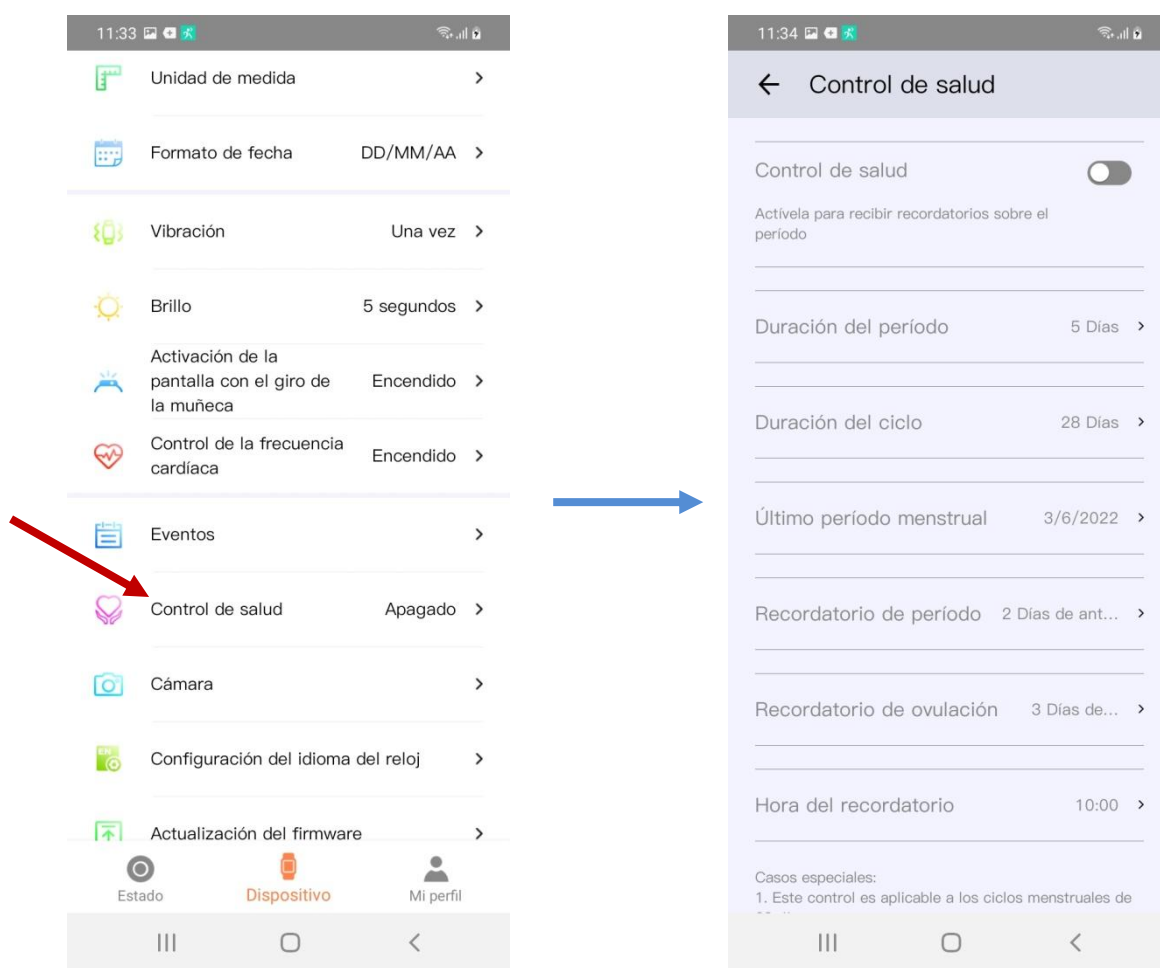 11:33
Unidad de medida
Formato de fecha DD/MM/AA
Vibración Una vez
Brillo 5 segundos
Activación de la
pantalla con el giro de Encendido
la muñeca
Control de la frecuencia
cardíaca Encendido
Eventos
Control de salud Apagado
Cámara
EN
Configuración del idioma del reloj
Actualización del firmware
Estado Dispositivo Mi perfil
11:34
Control de salud
Control de salud
Actívela para recibir recordatorios sobre el
período
Duración del período 5 Días
Duración del ciclo 28 Días
Último período menstrual 3/6/2022
Recordatorio de período 2 Días de ant...
Recordatorio de ovulación 3 Días de...
Hora del recordatorio 10:00
Casos especiales:
1. Este control es aplicable a los ciclos menstruales de